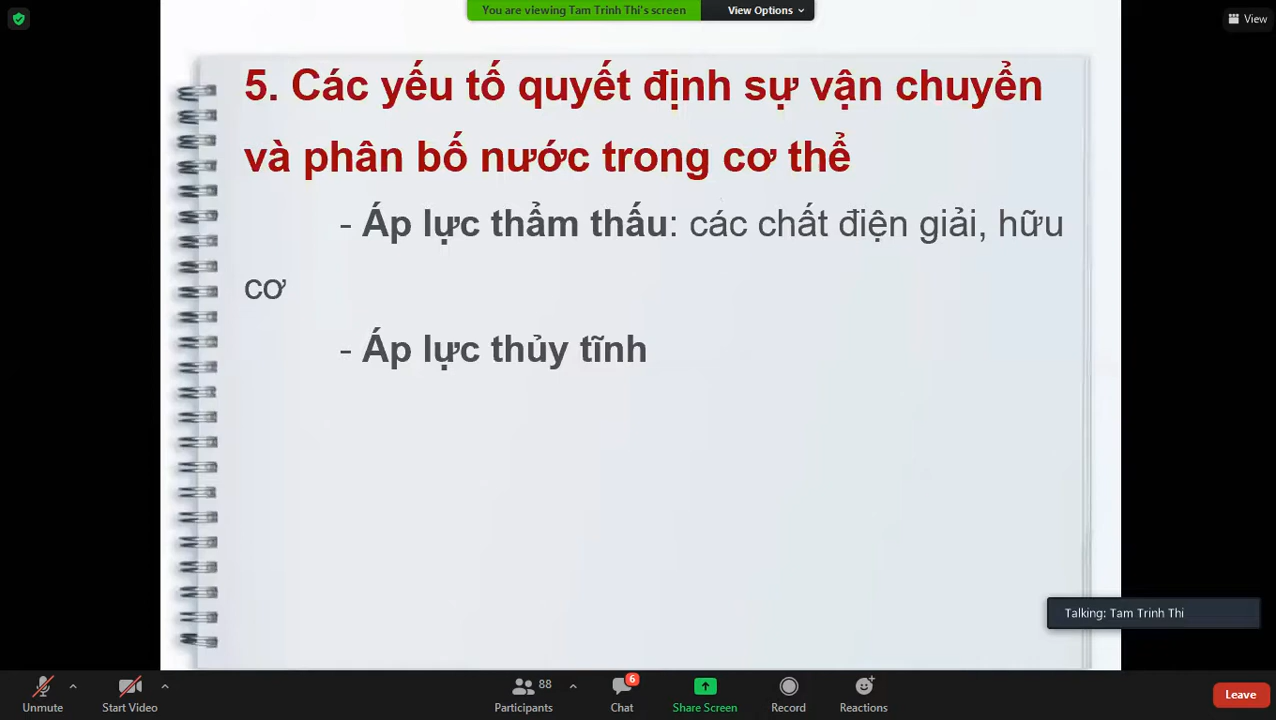 You are viewing Tam Trinh Thi's screen
View Options
View
5. Các yếu tố quyết định sự vận chuyển
và phân bố nước trong cơ thể
- Áp lực thẩm thấu: các chất điện giải, hữu
cơ
- Áp lực thủy tĩnh
Talking: Tam Trinh Thi
Unmute
Start Video
88
Participants
6
Chat
Share Screen
Record
Reactions
Leave